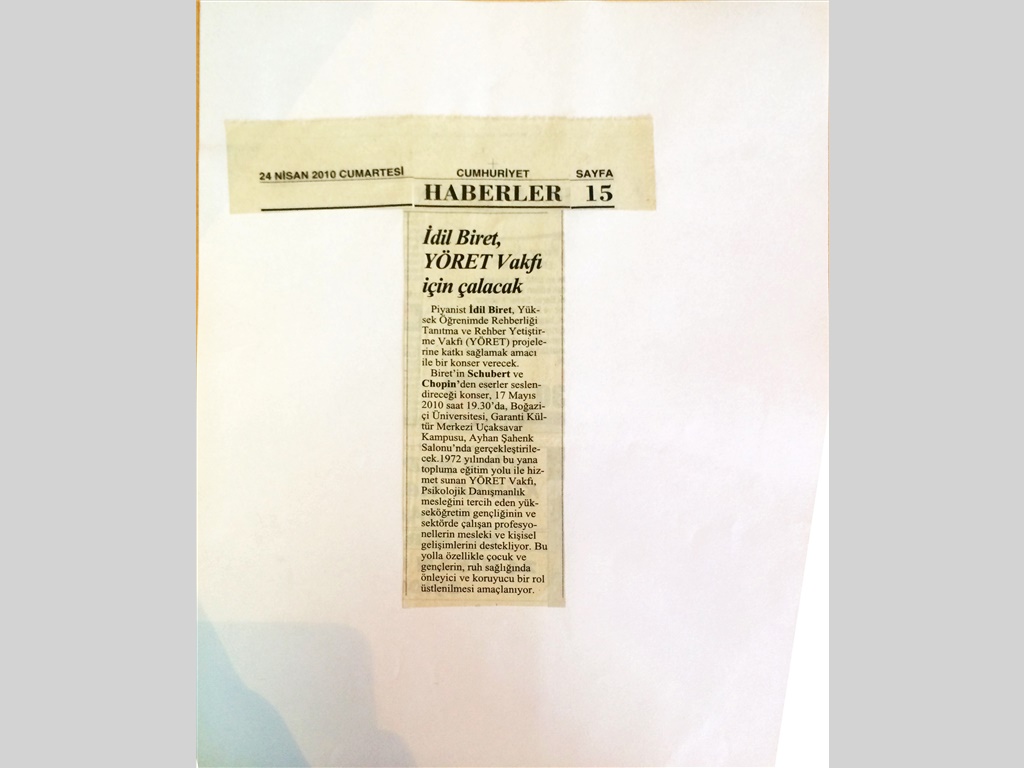 24 NİSAN 2010 CUMARTESİ CUMHURİYET SAYFA
HABERLER 15
İdil Biret,
YÖRET Vakfı
için çalacak
Piyanist İdil Biret, Yük-
sek Öğrenimde Rehberliği
Tanıtma ve Rehber Yetiştir-
me Vakfı (YÖRET) projele-
rine katkı sağlamak amacı
ile bir konser verecek.
Biret'in Schubert ve
Chopin'den eserler seslen-
direceği konser, 17 Mayıs
2010 saat 19.30'da, Boğazi-
çi Üniversitesi, Garanti Kül-
tür Merkezi Uçaksavar
Kampusu, Ayhan Şahenk
Salonu'nda gerçekleştirile-
cek.1972 yılından bu yana
topluma eğitim yolu ile hiz-
met sunan YÖRET Vakfı,
Psikolojik Danışmanlık
mesleğini tercih eden yük-
seköğretim gençliğinin ve
sektörde çalışan profesyo-
nellerin mesleki ve kişisel
gelişimlerini destekliyor. Bu
yolla özellikle çocuk ve
gençlerin, ruh sağlığında
önleyici ve koruyucu bir rol
üstlenilmesi amaçlanıyor.